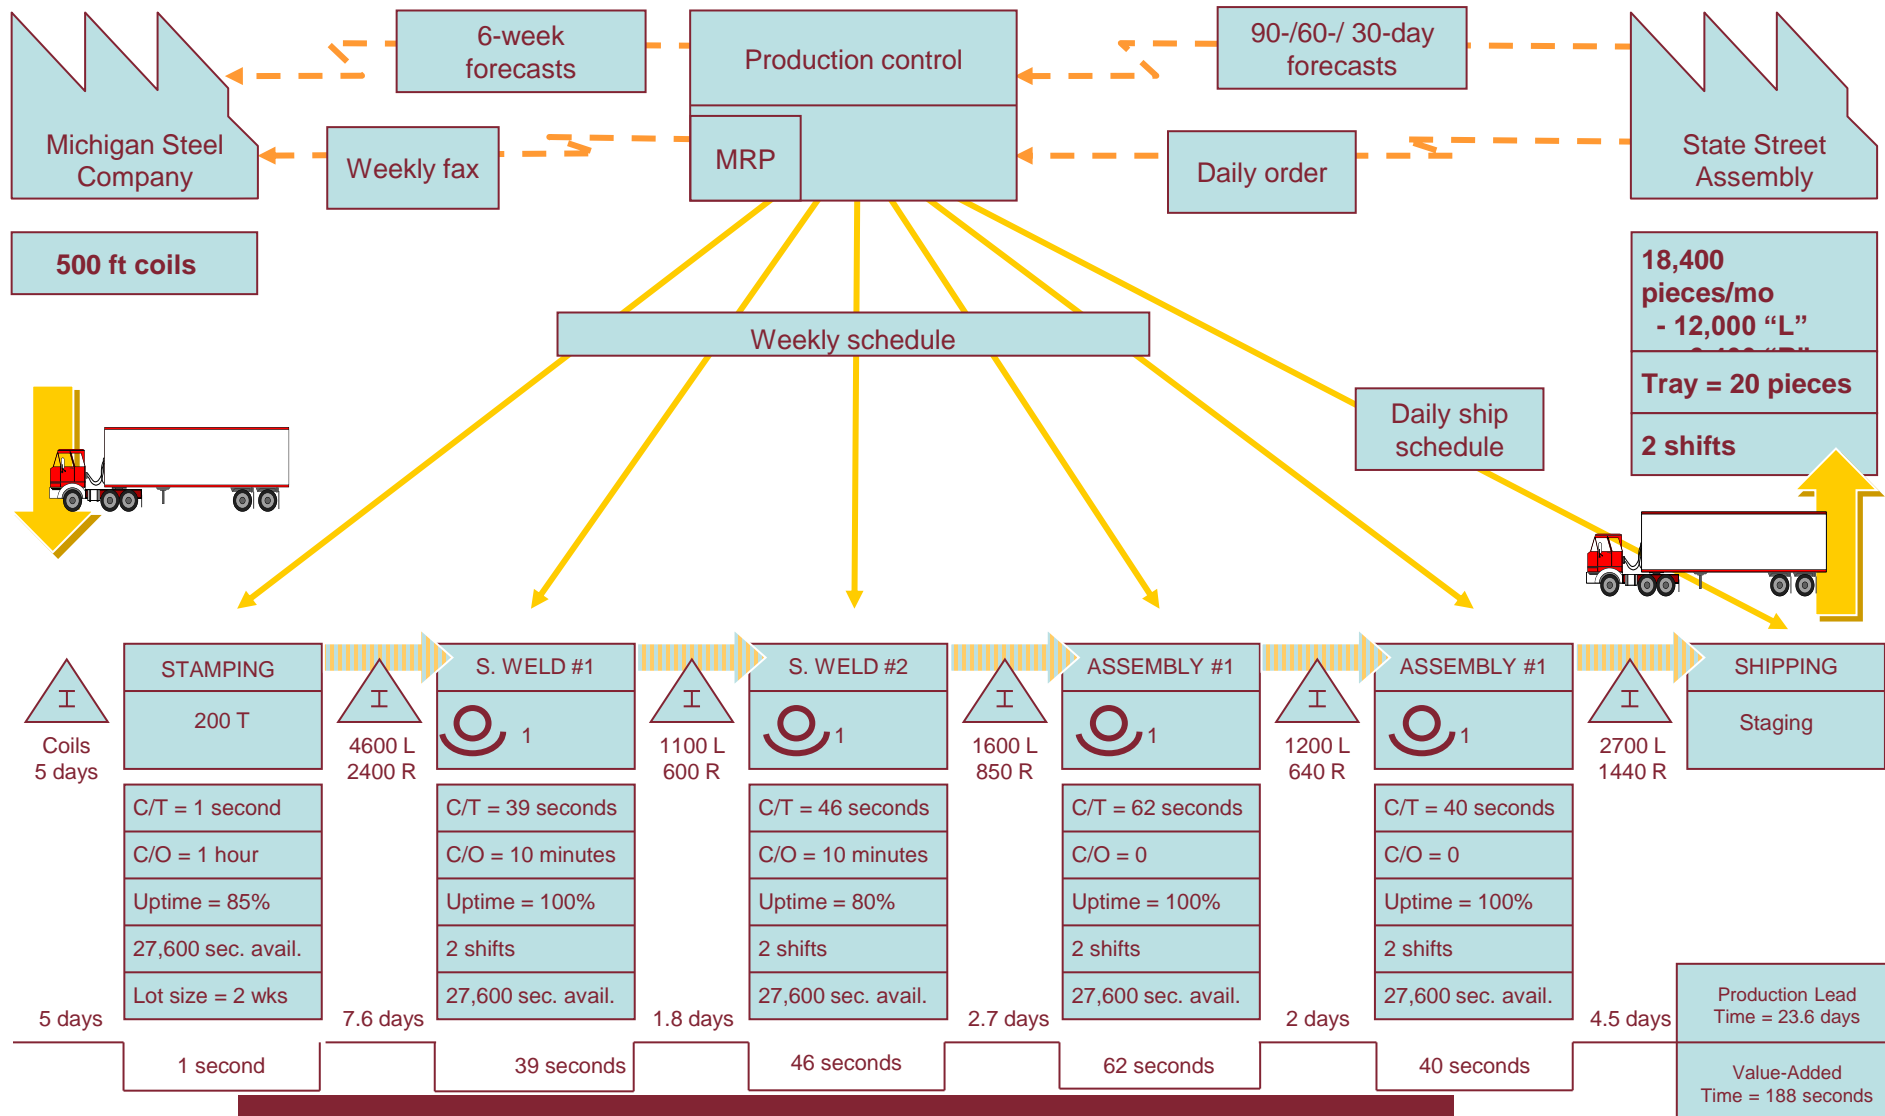 6-week
forecasts
Production control
90-/60-/ 30-day
forecasts
Michigan Steel
Company
Weekly fax
MRP
Daily order
State Street
Assembly
500 ft coils
18,400
pieces/mo
- 12,000 “L”
Tray = 20 pieces
2 shifts
Weekly schedule
Daily ship
schedule
I
Coils
5 days
STAMPING
200 T
C/T = 1 second
C/O = 1 hour
Uptime = 85%
27,600 sec. avail.
Lot size = 2 wks
I
4600 L
2400 R
S. WELD #1
1
C/T = 39 seconds
C/O = 10 minutes
Uptime = 100%
2 shifts
27,600 sec. avail.
I
1100 L
600 R
S. WELD #2
1
C/T = 46 seconds
C/O = 10 minutes
Uptime = 80%
2 shifts
27,600 sec. avail.
I
1600 L
850 R
ASSEMBLY #1
1
C/T = 62 seconds
C/O = 0
Uptime = 100%
2 shifts
27,600 sec. avail.
I
1200 L
640 R
ASSEMBLY #1
1
C/T = 40 seconds
C/O = 0
Uptime = 100%
2 shifts
27,600 sec. avail.
I
2700 L
1440 R
SHIPPING
Staging
5 days
7.6 days
1.8 days
2.7 days
2 days
4.5 days
Production Lead
Time = 23.6 days
1 second
39 seconds
46 seconds
62 seconds
40 seconds
Value-Added
Time = 188 seconds